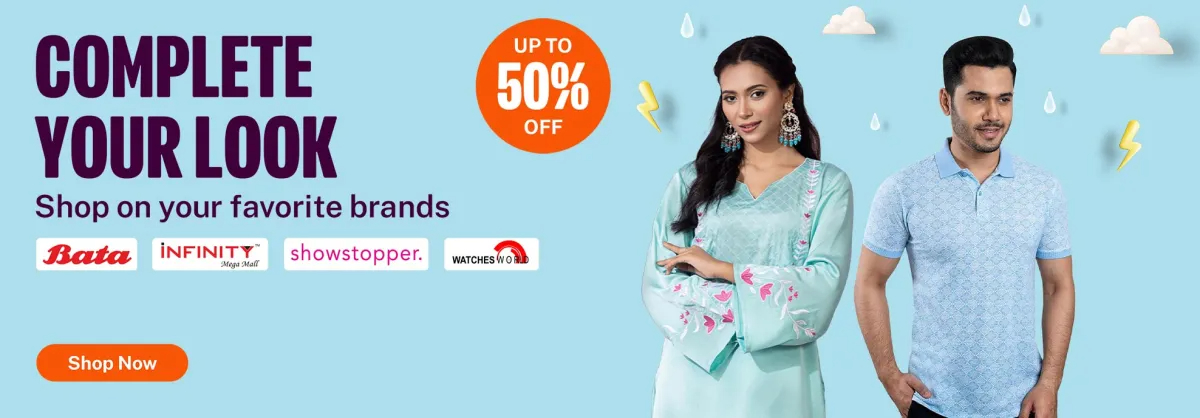 COMPLETE
YOUR LOOK
Shop on your favorite brands
Bata
INFINITY™
Mega Mall
showstopper.
WATCHES WORLD
Shop Now
UP TO
50%
OFF